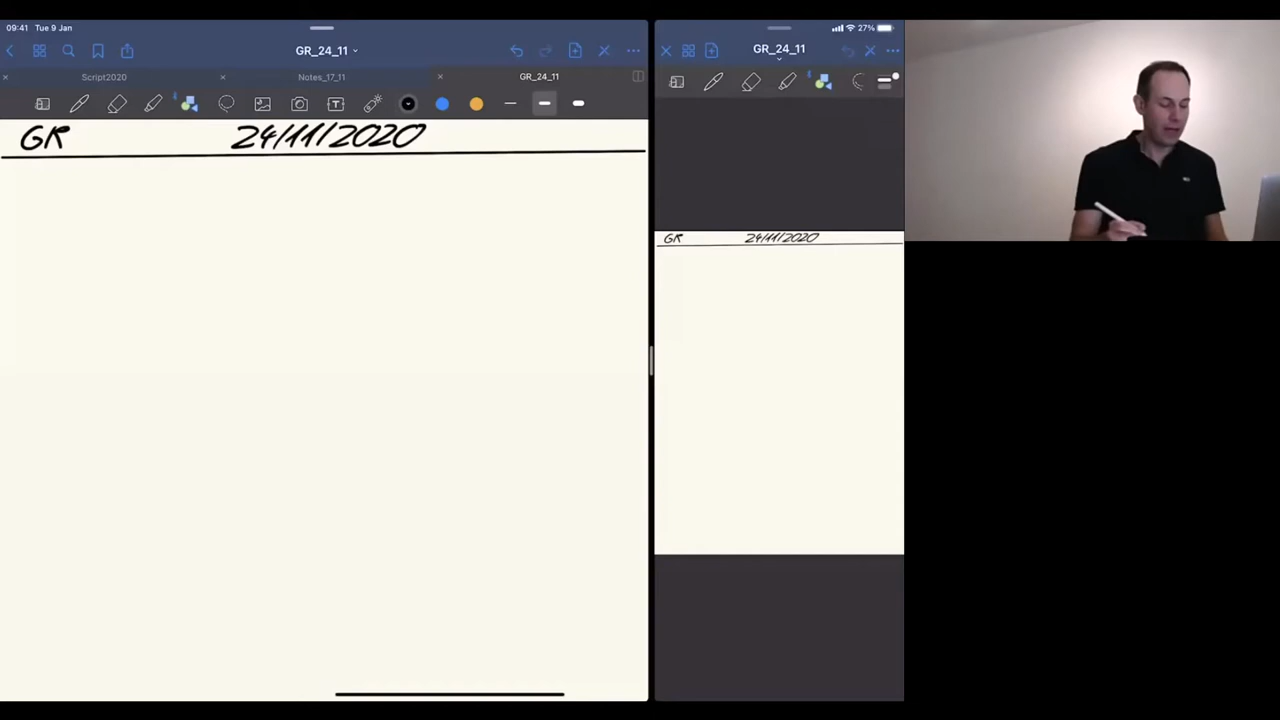 09:41 Tue 9 Jan
27%
GR_24_11
GR_24_11
Script2020
Notes_17_11
GR_24_11
GR 24/11/2020
GR 24/11/2020